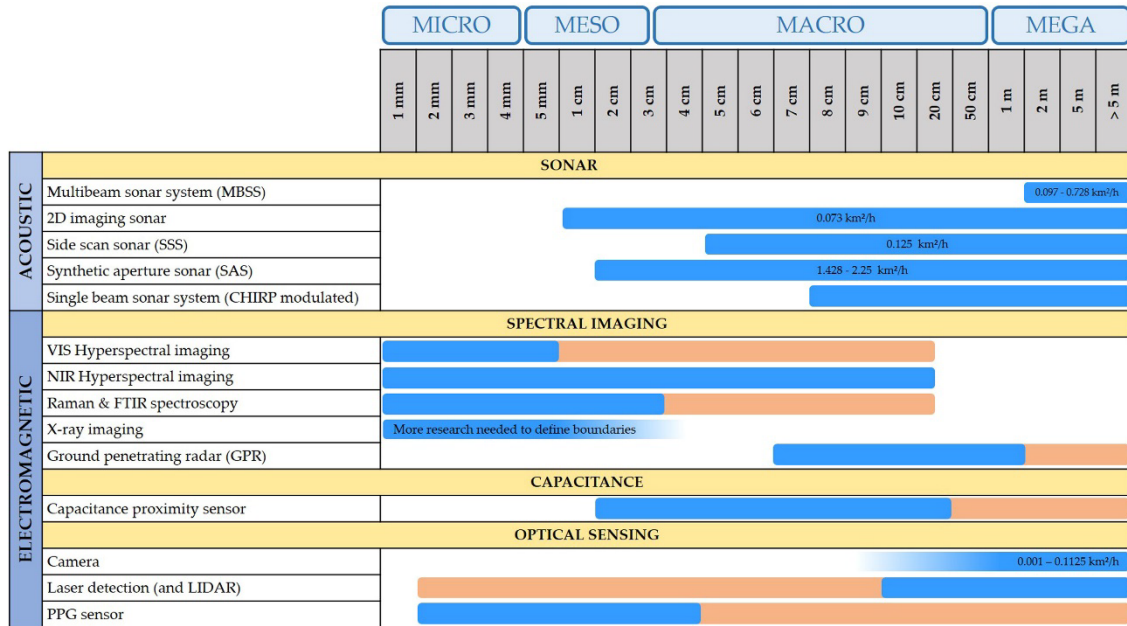 MICRO MESO MACRO MEGA
1 mm 2 mm 3 mm 4 mm 5 mm 1 cm 2 cm 3 cm 4 cm 5 cm 6 cm 7 cm 8 cm 9 cm 10 cm 20 cm 50 cm 1 m 2 m 5 m > 5 m
ACOUSTIC
SONAR
Multibeam sonar system (MBSS) 0.097 - 0.728 km²/h
2D imaging sonar 0.073 km²/h
Side scan sonar (SSS) 0.125 km²/h
Synthetic aperture sonar (SAS) 1.428 - 2.25 km²/h
Single beam sonar system (CHIRP modulated)
ELECTROMAGNETIC
SPECTRAL IMAGING
VIS Hyperspectral imaging
NIR Hyperspectral imaging
Raman & FTIR spectroscopy
X-ray imaging More research needed to define boundaries
Ground penetrating radar (GPR)
CAPACITANCE
Capacitance proximity sensor
OPTICAL SENSING
Camera 0.001 – 0.1125 km²/h
Laser detection (and LIDAR)
PPG sensor